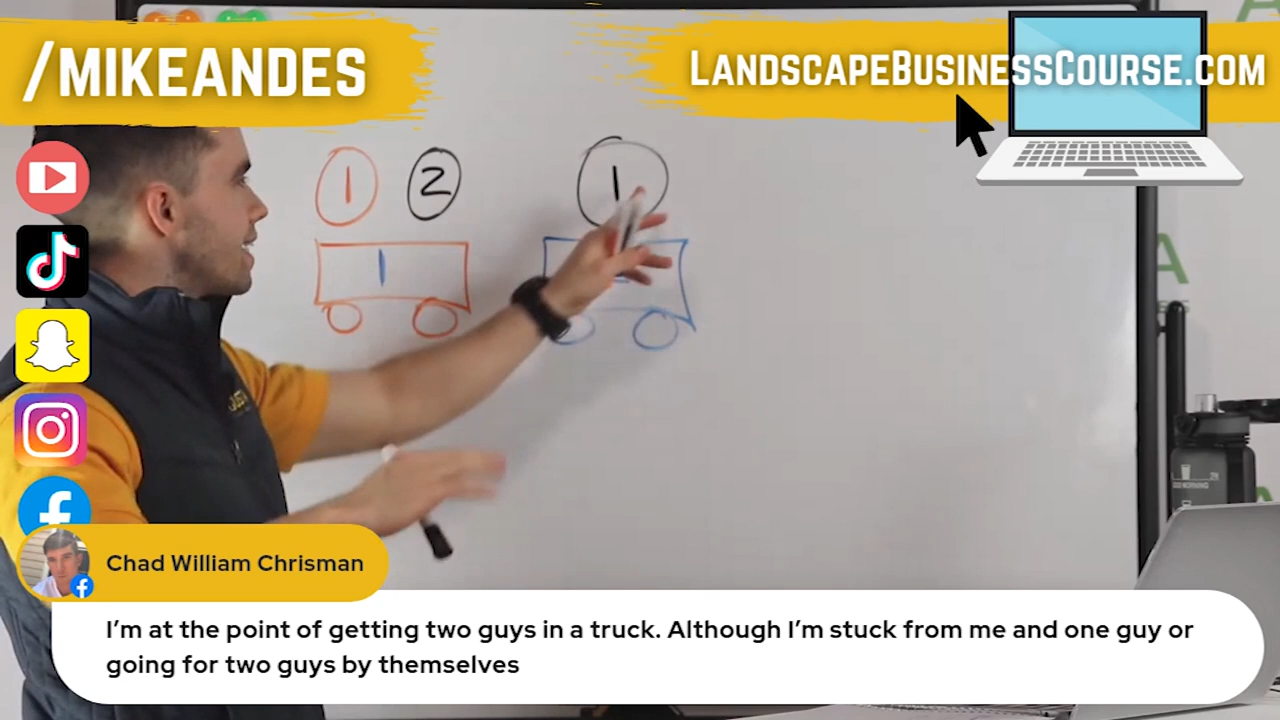 /MIKEANDES
LANDSCAPEBUSINESSCOURSE.COM
1 2 1
1
Chad William Chrisman
I'm at the point of getting two guys in a truck. Although I'm stuck from me and one guy or
going for two guys by themselves